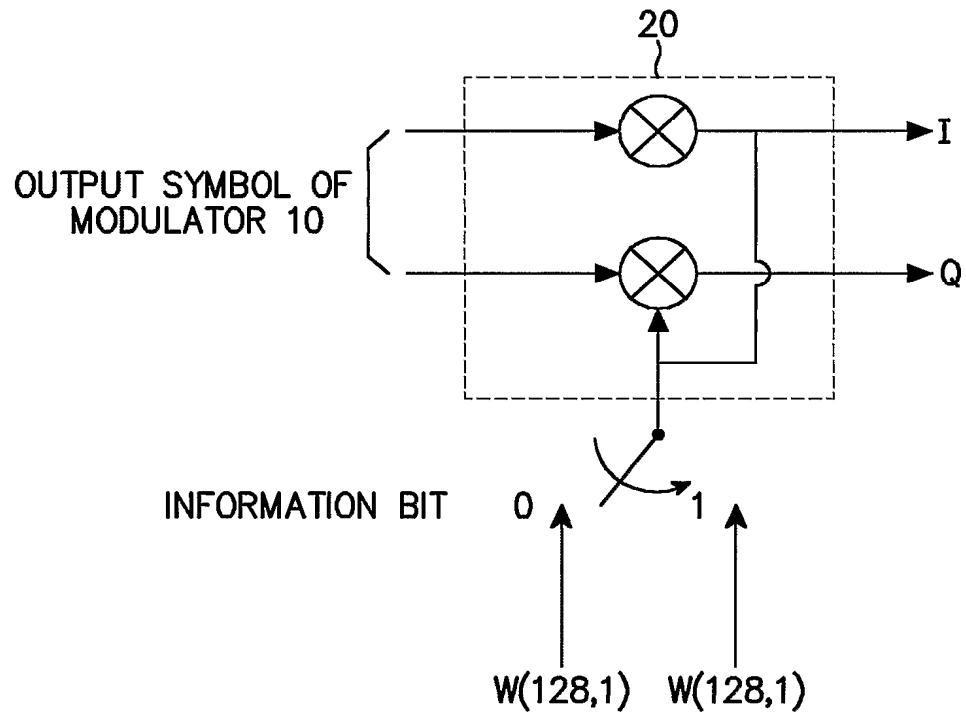 20
I
OUTPUT SYMBOL OF
MODULATOR 10
Q
INFORMATION BIT 0 1
W(128,1) W(128,1)